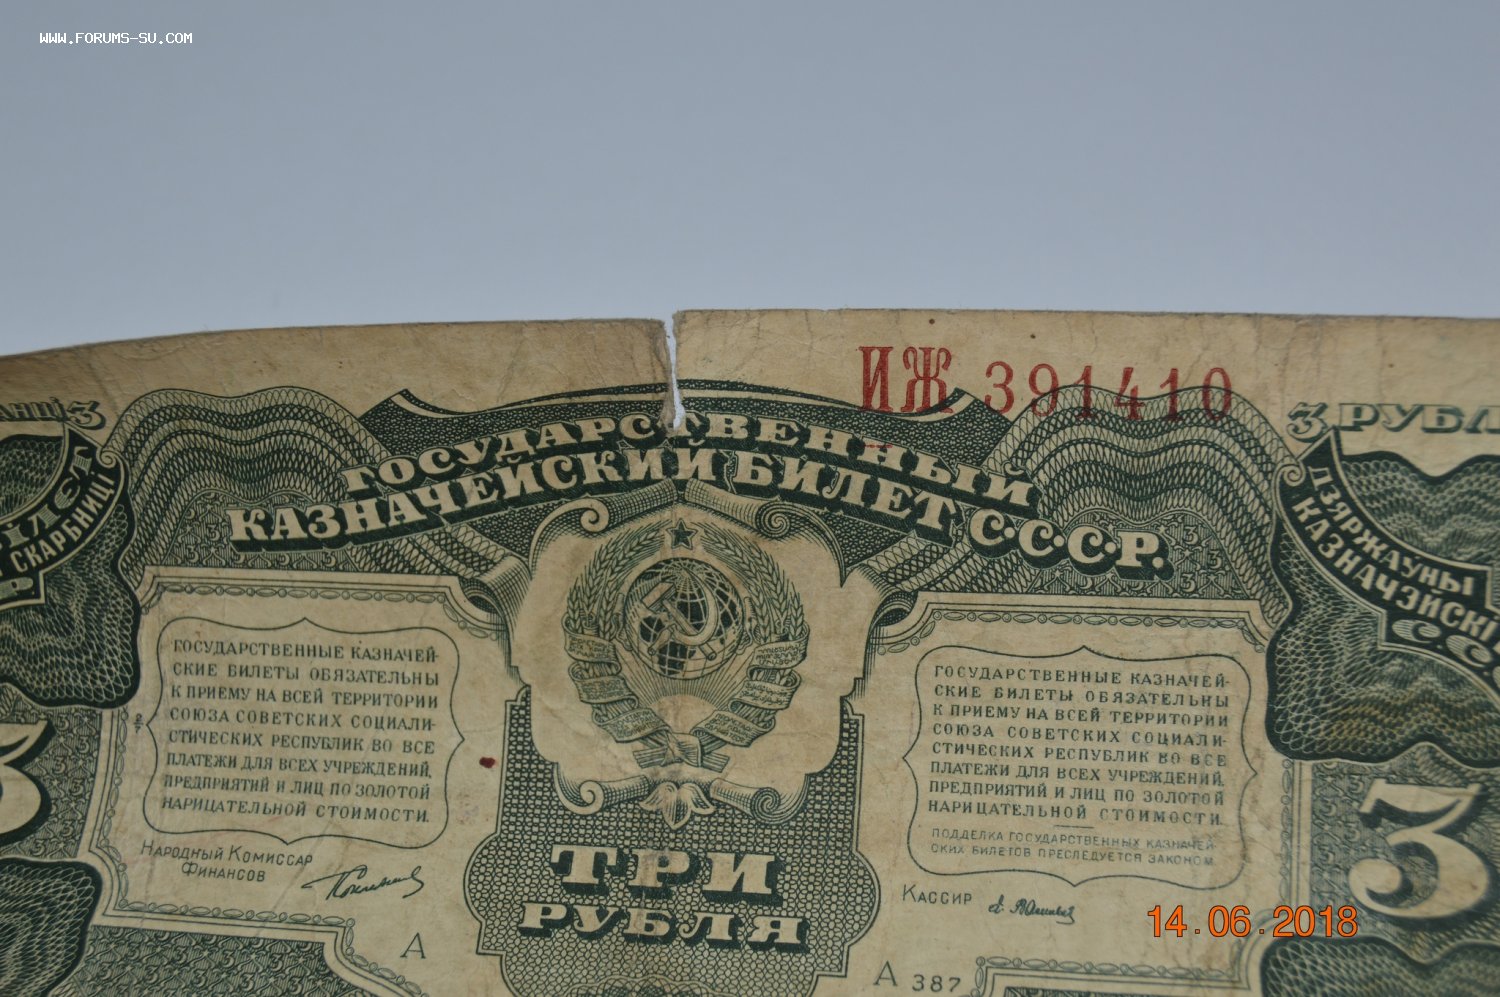 WWW.FORUMS-SU.COM
ИЖ 391410
3
3 РУБЛ
ГОСУДАРСТВЕННЫЙ
КАЗНАЧЕЙСКИЙ БИЛЕТ С.С.С.Р.
СКАРБНИЦІ
ДЗЯРЖАУНЫ
КАЗНАЧЭЙСКІ
ГОСУДАРСТВЕННЫЕ КАЗНАЧЕЙ-
СКИЕ БИЛЕТЫ ОБЯЗАТЕЛЬНЫ
К ПРИЕМУ НА ВСЕЙ ТЕРРИТОРИИ
СОЮЗА СОВЕТСКИХ СОЦИАЛИ-
СТИЧЕСКИХ РЕСПУБЛИК ВО ВСЕ
ПЛАТЕЖИ ДЛЯ ВСЕХ УЧРЕЖДЕНИЙ,
ПРЕДПРИЯТИЙ И ЛИЦ ПО ЗОЛОТОЙ
НАРИЦАТЕЛЬНОЙ СТОИМОСТИ.
НАРОДНЫЙ КОМИССАР
ФИНАНСОВ
А
ТРИ
РУБЛЯ
ГОСУДАРСТВЕННЫЕ КАЗНАЧЕЙ-
СКИЕ БИЛЕТЫ ОБЯЗАТЕЛЬНЫ
К ПРИЕМУ НА ВСЕЙ ТЕРРИТОРИИ
СОЮЗА СОВЕТСКИХ СОЦИАЛИ-
СТИЧЕСКИХ РЕСПУБЛИК ВО ВСЕ
ПЛАТЕЖИ ДЛЯ ВСЕХ УЧРЕЖДЕНИЙ,
ПРЕДПРИЯТИЙ И ЛИЦ ПО ЗОЛОТОЙ
НАРИЦАТЕЛЬНОЙ СТОИМОСТИ.
ПОДДЕЛКА ГОСУДАРСТВЕННЫХ КАЗНАЧЕЙ-
СКИХ БИЛЕТОВ ПРЕСЛЕДУЕТСЯ ЗАКОНОМ
КАССИР
А 387
3
3
14.06.2018